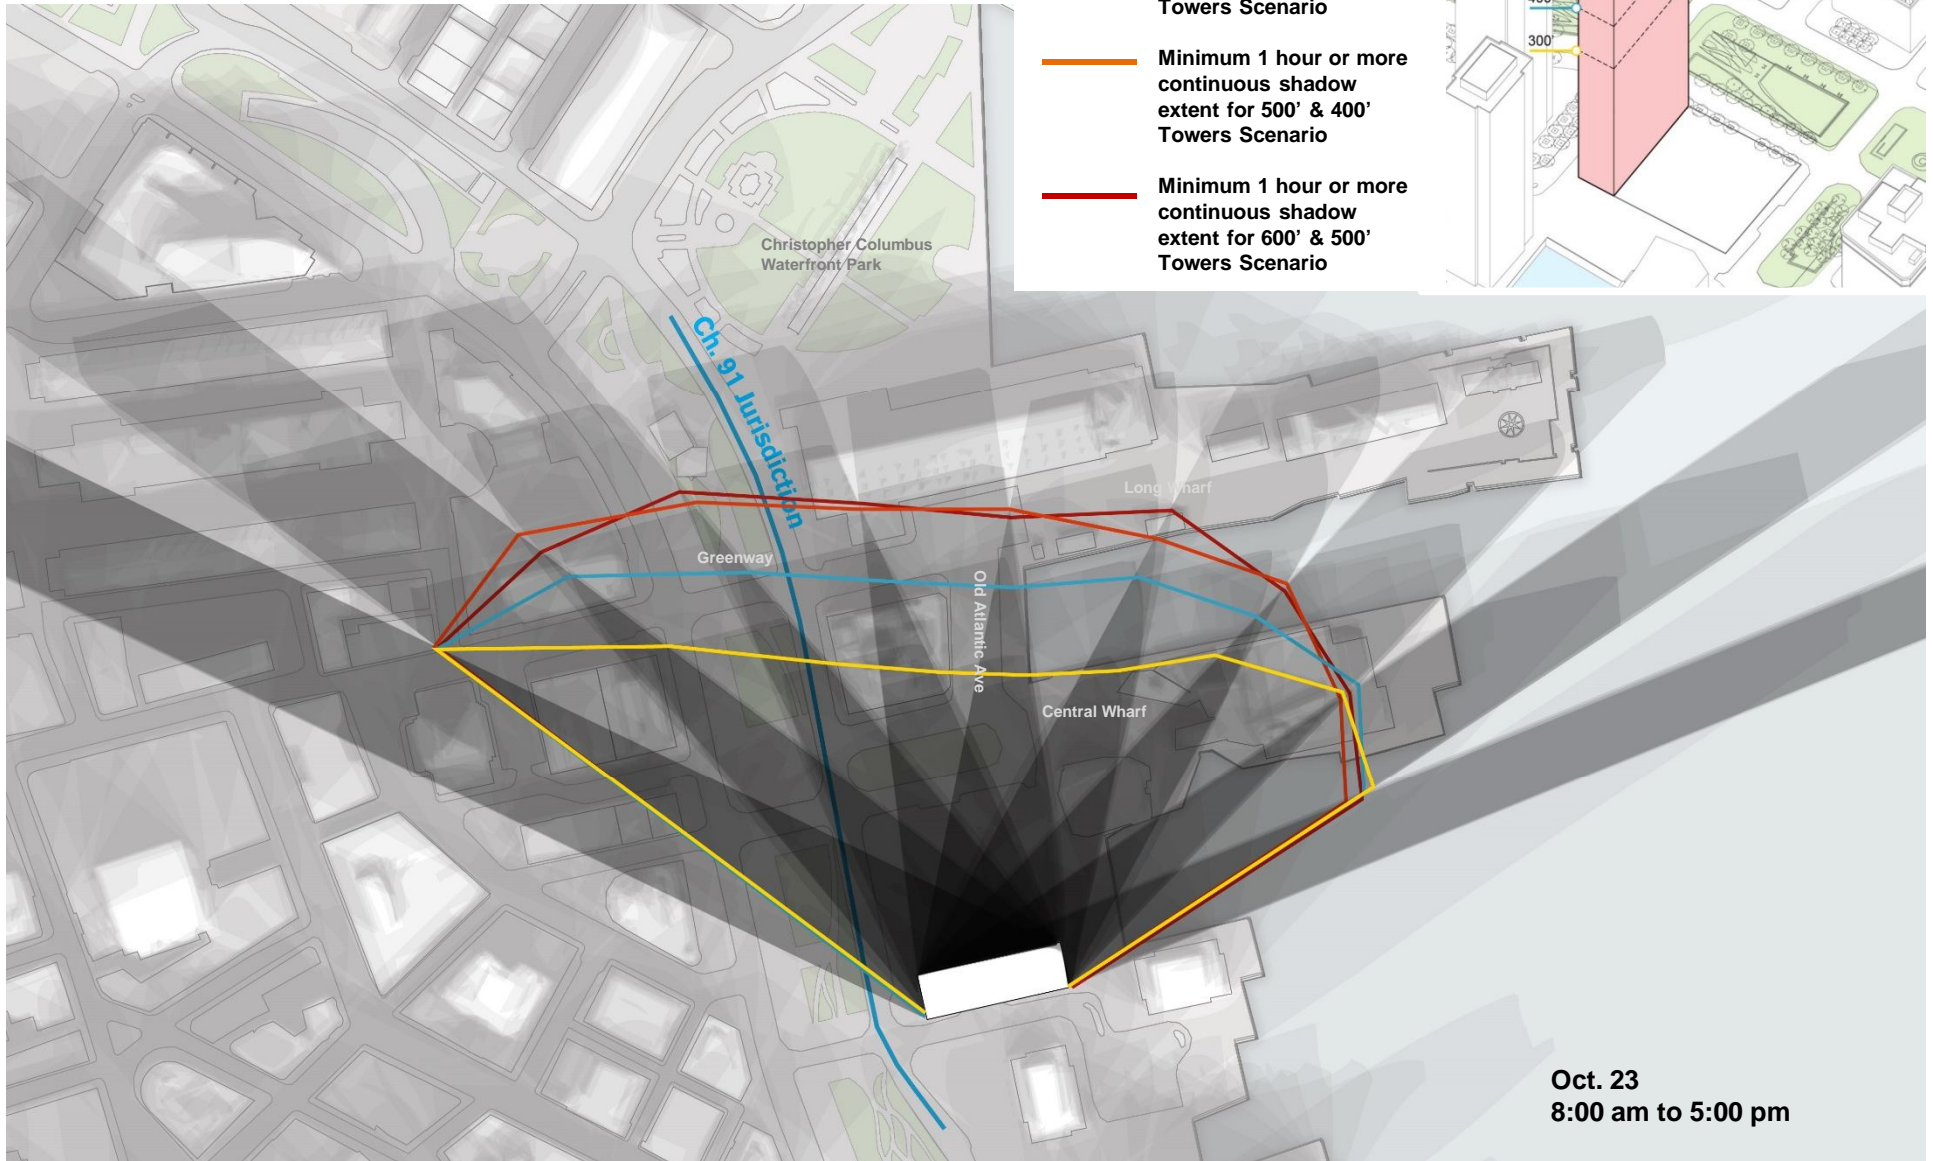 Towers Scenario
Minimum 1 hour or more
continuous shadow
extent for 500’ & 400’
Towers Scenario
Minimum 1 hour or more
continuous shadow
extent for 600’ & 500’
Towers Scenario
300'
Christopher Columbus
Waterfront Park
Ch. 91 Jurisdiction
Long Wharf
Greenway
Old Atlantic Ave
Central Wharf
Oct. 23
8:00 am to 5:00 pm